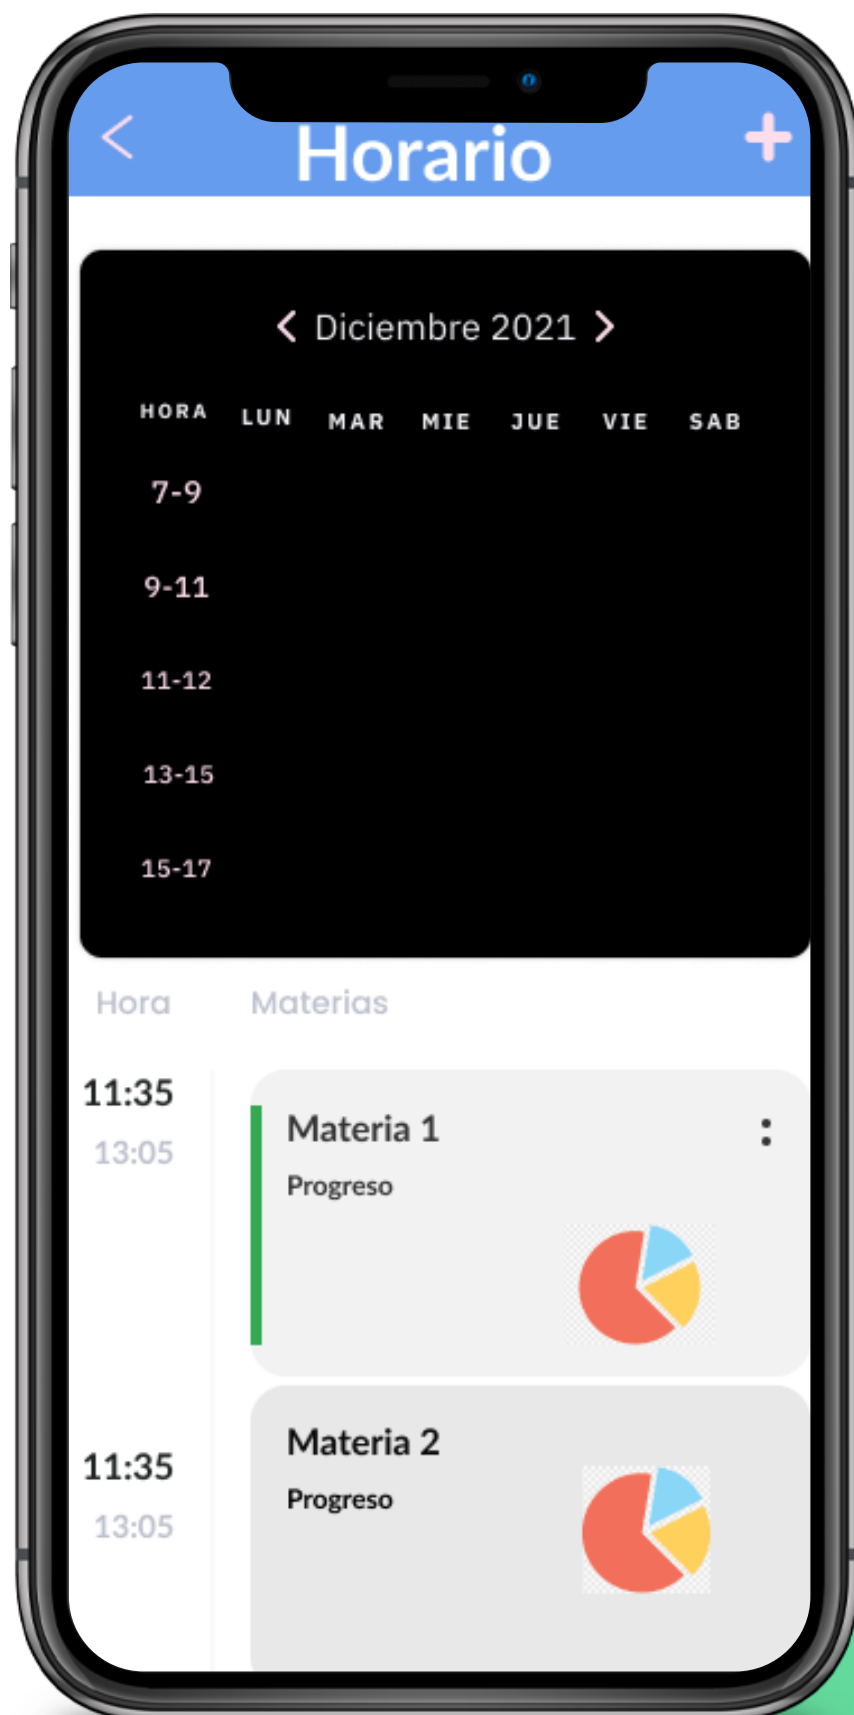 Horario
Diciembre 2021
HORA LUN MAR MIE JUE VIE SAB
7-9
9-11
11-12
13-15
15-17
Hora Materias
11:35
13:05
Materia 1
Progreso
11:35
13:05
Materia 2
Progreso